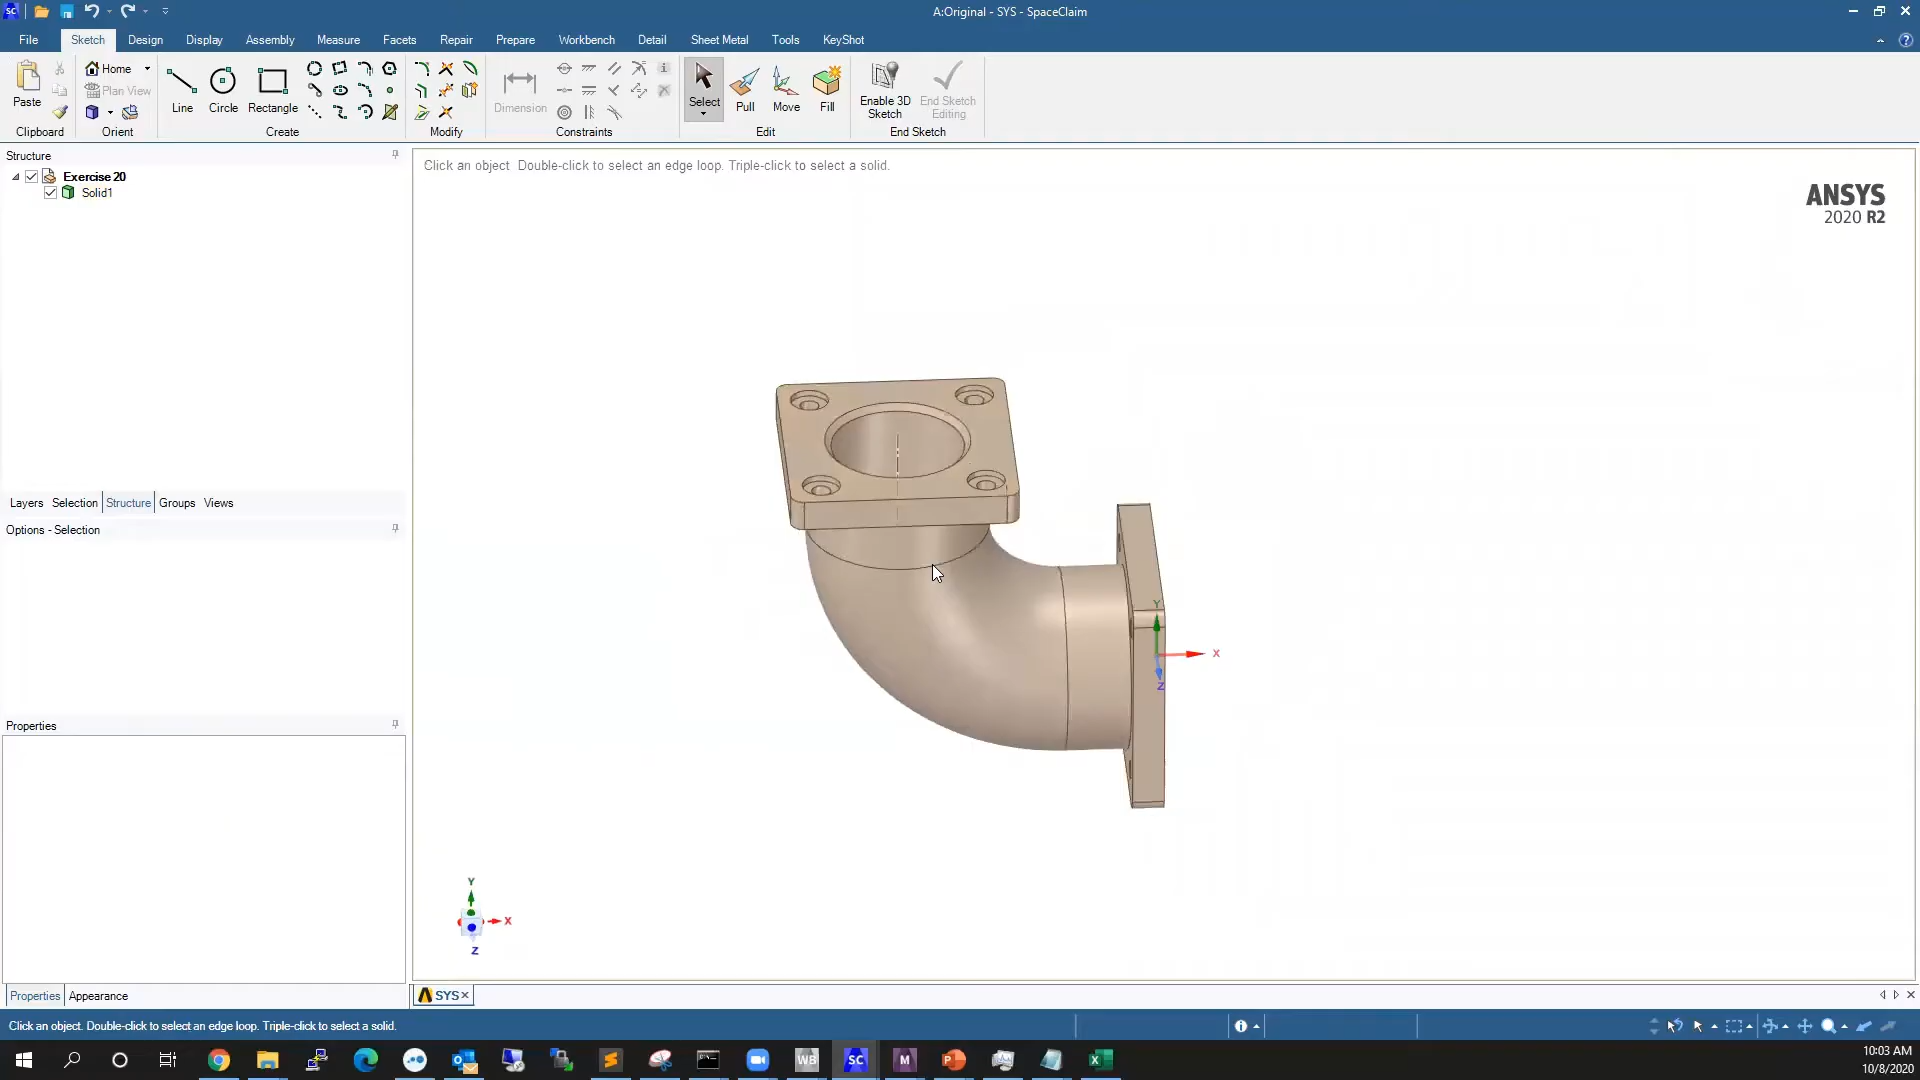 A:Original - SYS - SpaceClaim
File Sketch Design Display Assembly Measure Facets Repair Prepare Workbench Detail Sheet Metal Tools KeyShot
Paste
Home
Plan View
Line Circle Rectangle
Dimension
Select Pull Move Fill
Enable 3D Sketch
End Sketch Editing
Clipboard Orient Create Modify Constraints Edit End Sketch
Structure
Exercise 20
Solid1
Layers Selection Structure Groups Views
Options - Selection
Properties
Properties Appearance
Click an object Double-click to select an edge loop. Triple-click to select a solid.
ANSYS
2020 R2
Y
X
Z
Y
X
Z
SYS
Click an object. Double-click to select an edge loop. Triple-click to select a solid.
WB SC M
10:03 AM
10/8/2020